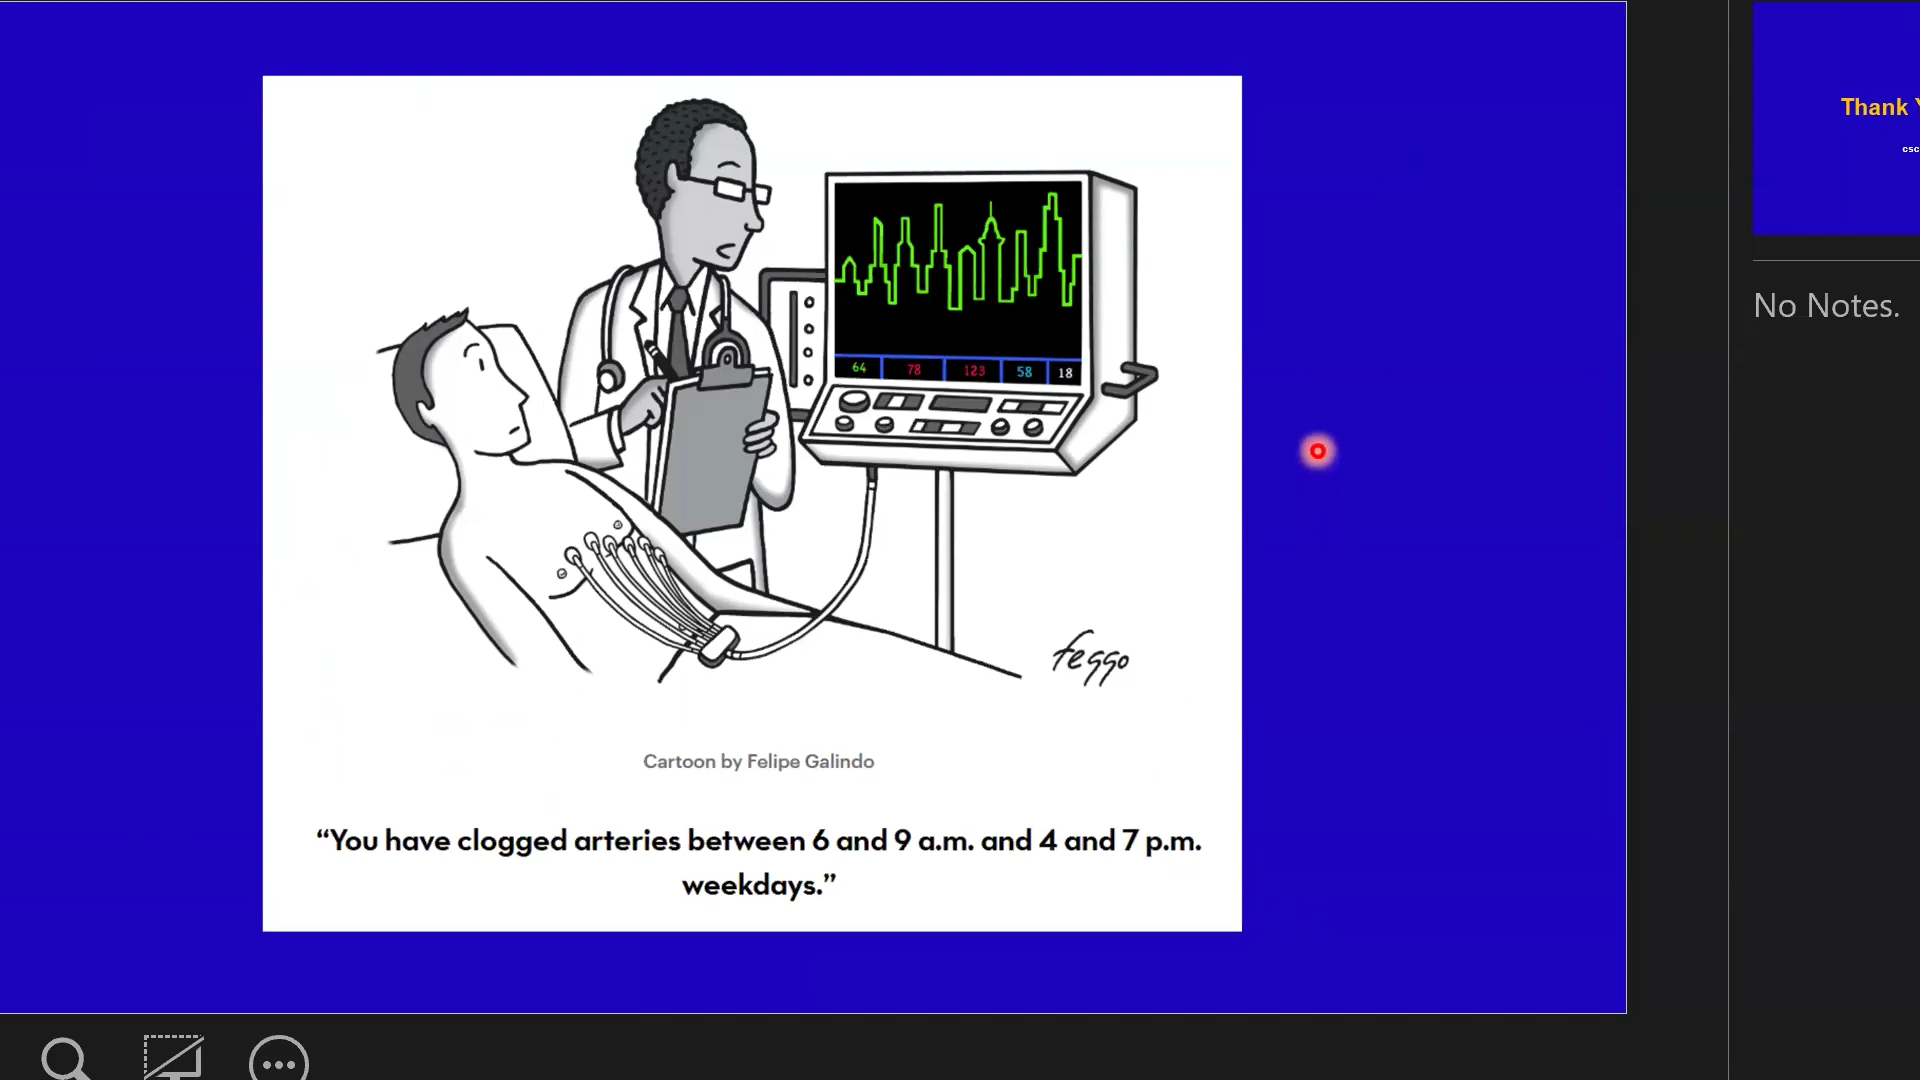 64 78 123 58 18
feggo
Cartoon by Felipe Galindo
“You have clogged arteries between 6 and 9 a.m. and 4 and 7 p.m.
weekdays.”
Thank
No Notes.